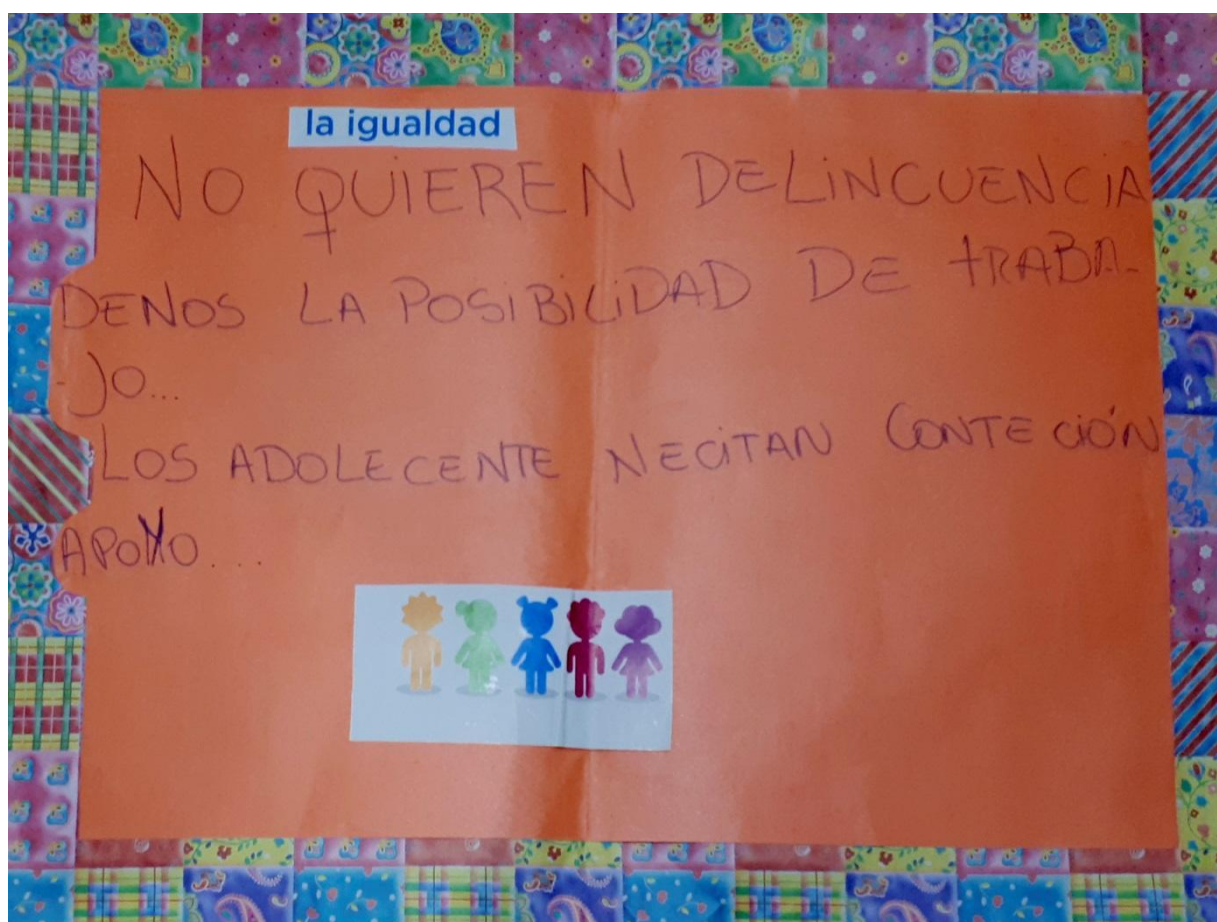 la igualdad
NO QUIEREN DELINCUENCIA
DENOS LA POSIBILIDAD DE TRABA-
-JO...
LOS ADOLECENTE NECITAN CONTECIÓN
APOYO...